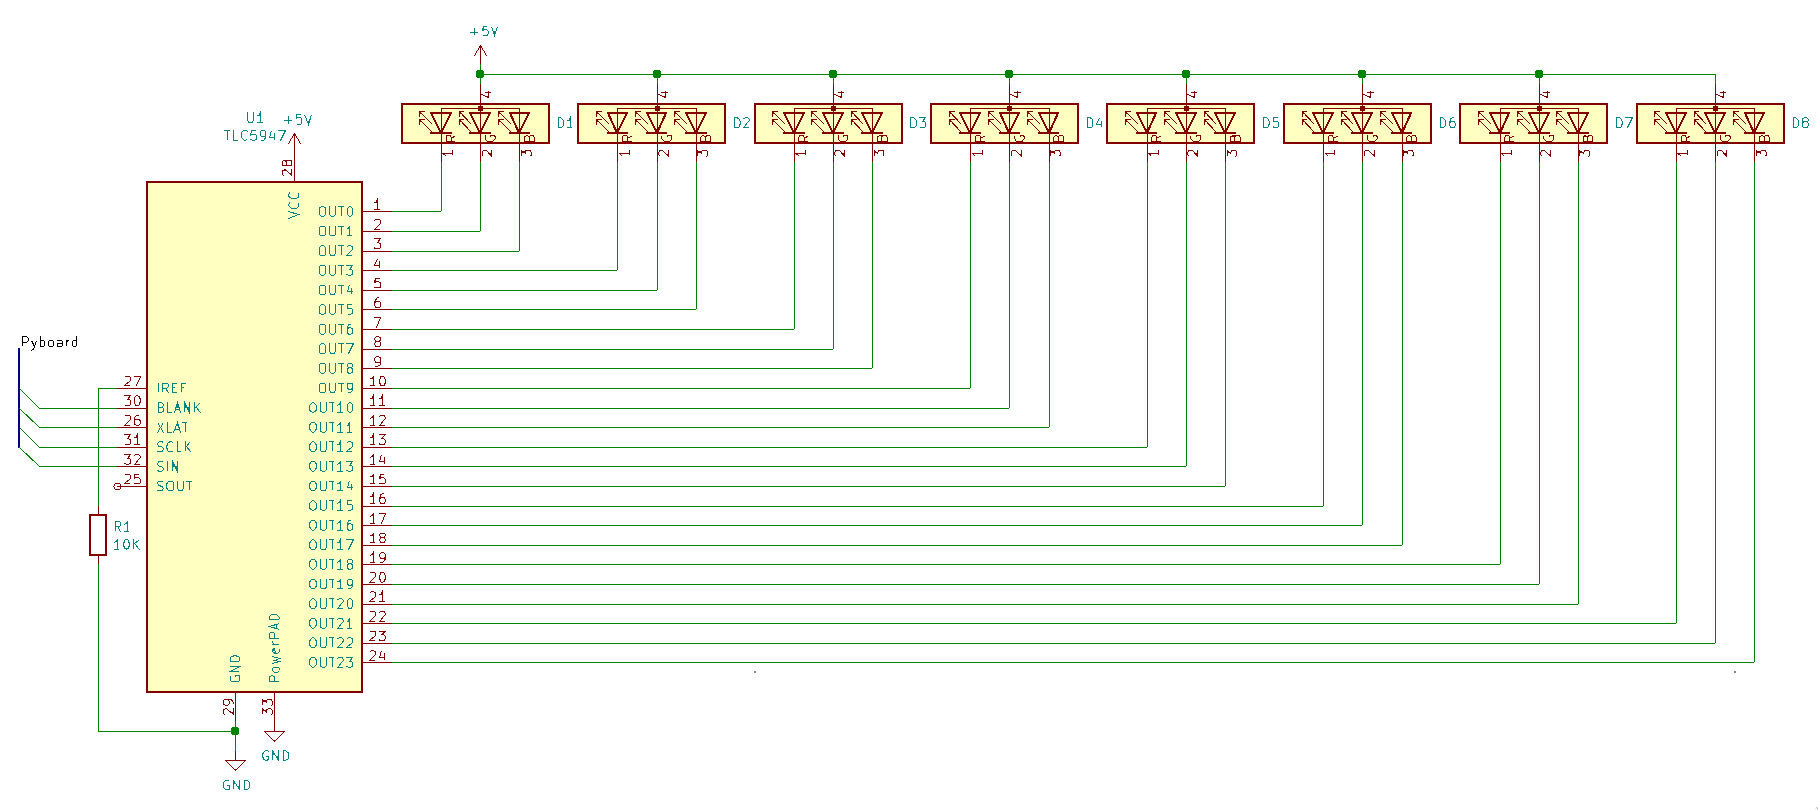 +5V
4 4 4 4 4 4 4 4
R G B D1 R G B D2 R G B D3 R G B D4 R G B D5 R G B D6 R G B D7 R G B D8
1 2 3 1 2 3 1 2 3 1 2 3 1 2 3 1 2 3 1 2 3 1 2 3
U1 +5V
TLC5947
28
VCC
OUT0 1
OUT1 2
OUT2 3
OUT3 4
OUT4 5
OUT5 6
OUT6 7
OUT7 8
OUT8 9
OUT9 10
OUT10 11
OUT11 12
OUT12 13
OUT13 14
OUT14 15
OUT15 16
OUT16 17
OUT17 18
OUT18 19
OUT19 20
OUT20 21
OUT21 22
OUT22 23
OUT23 24
Pyboard
27 IREF
30 BLANK
26 XLAT
31 SCLK
32 SIN
25 SOUT
R1
10K
GND PowerPAD
29 33
GND
GND